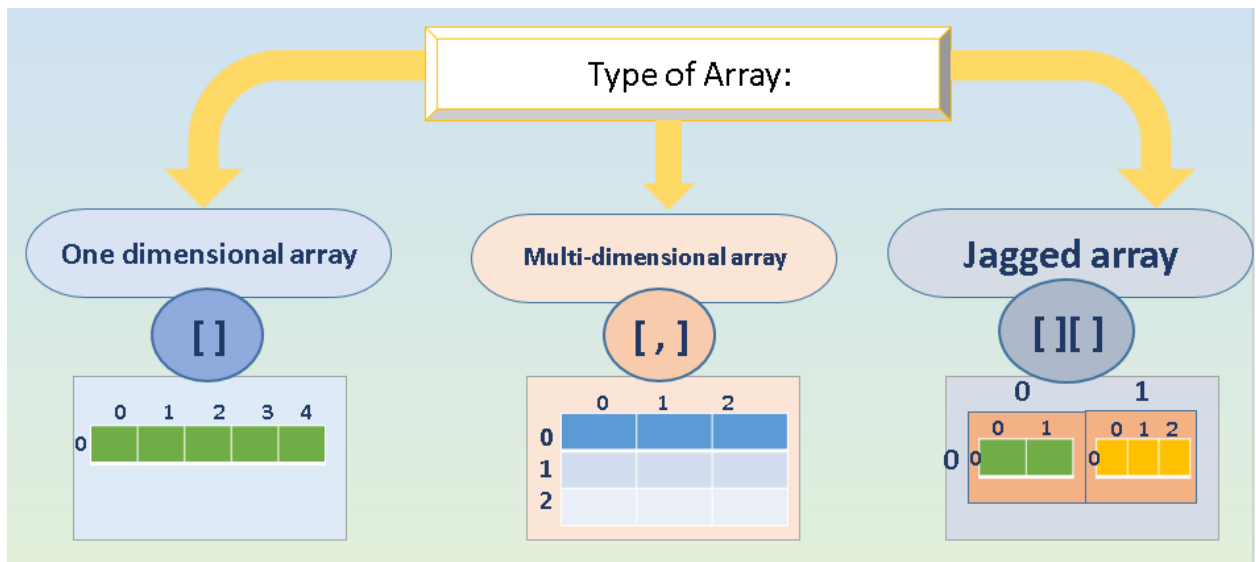 Type of Array:
One dimensional array
[ ]
0 1 2 3 4
0
Multi-dimensional array
[ , ]
0 1 2
0
1
2
Jagged array
[ ][ ]
0 1
0 1
0 1 2
0 0 0